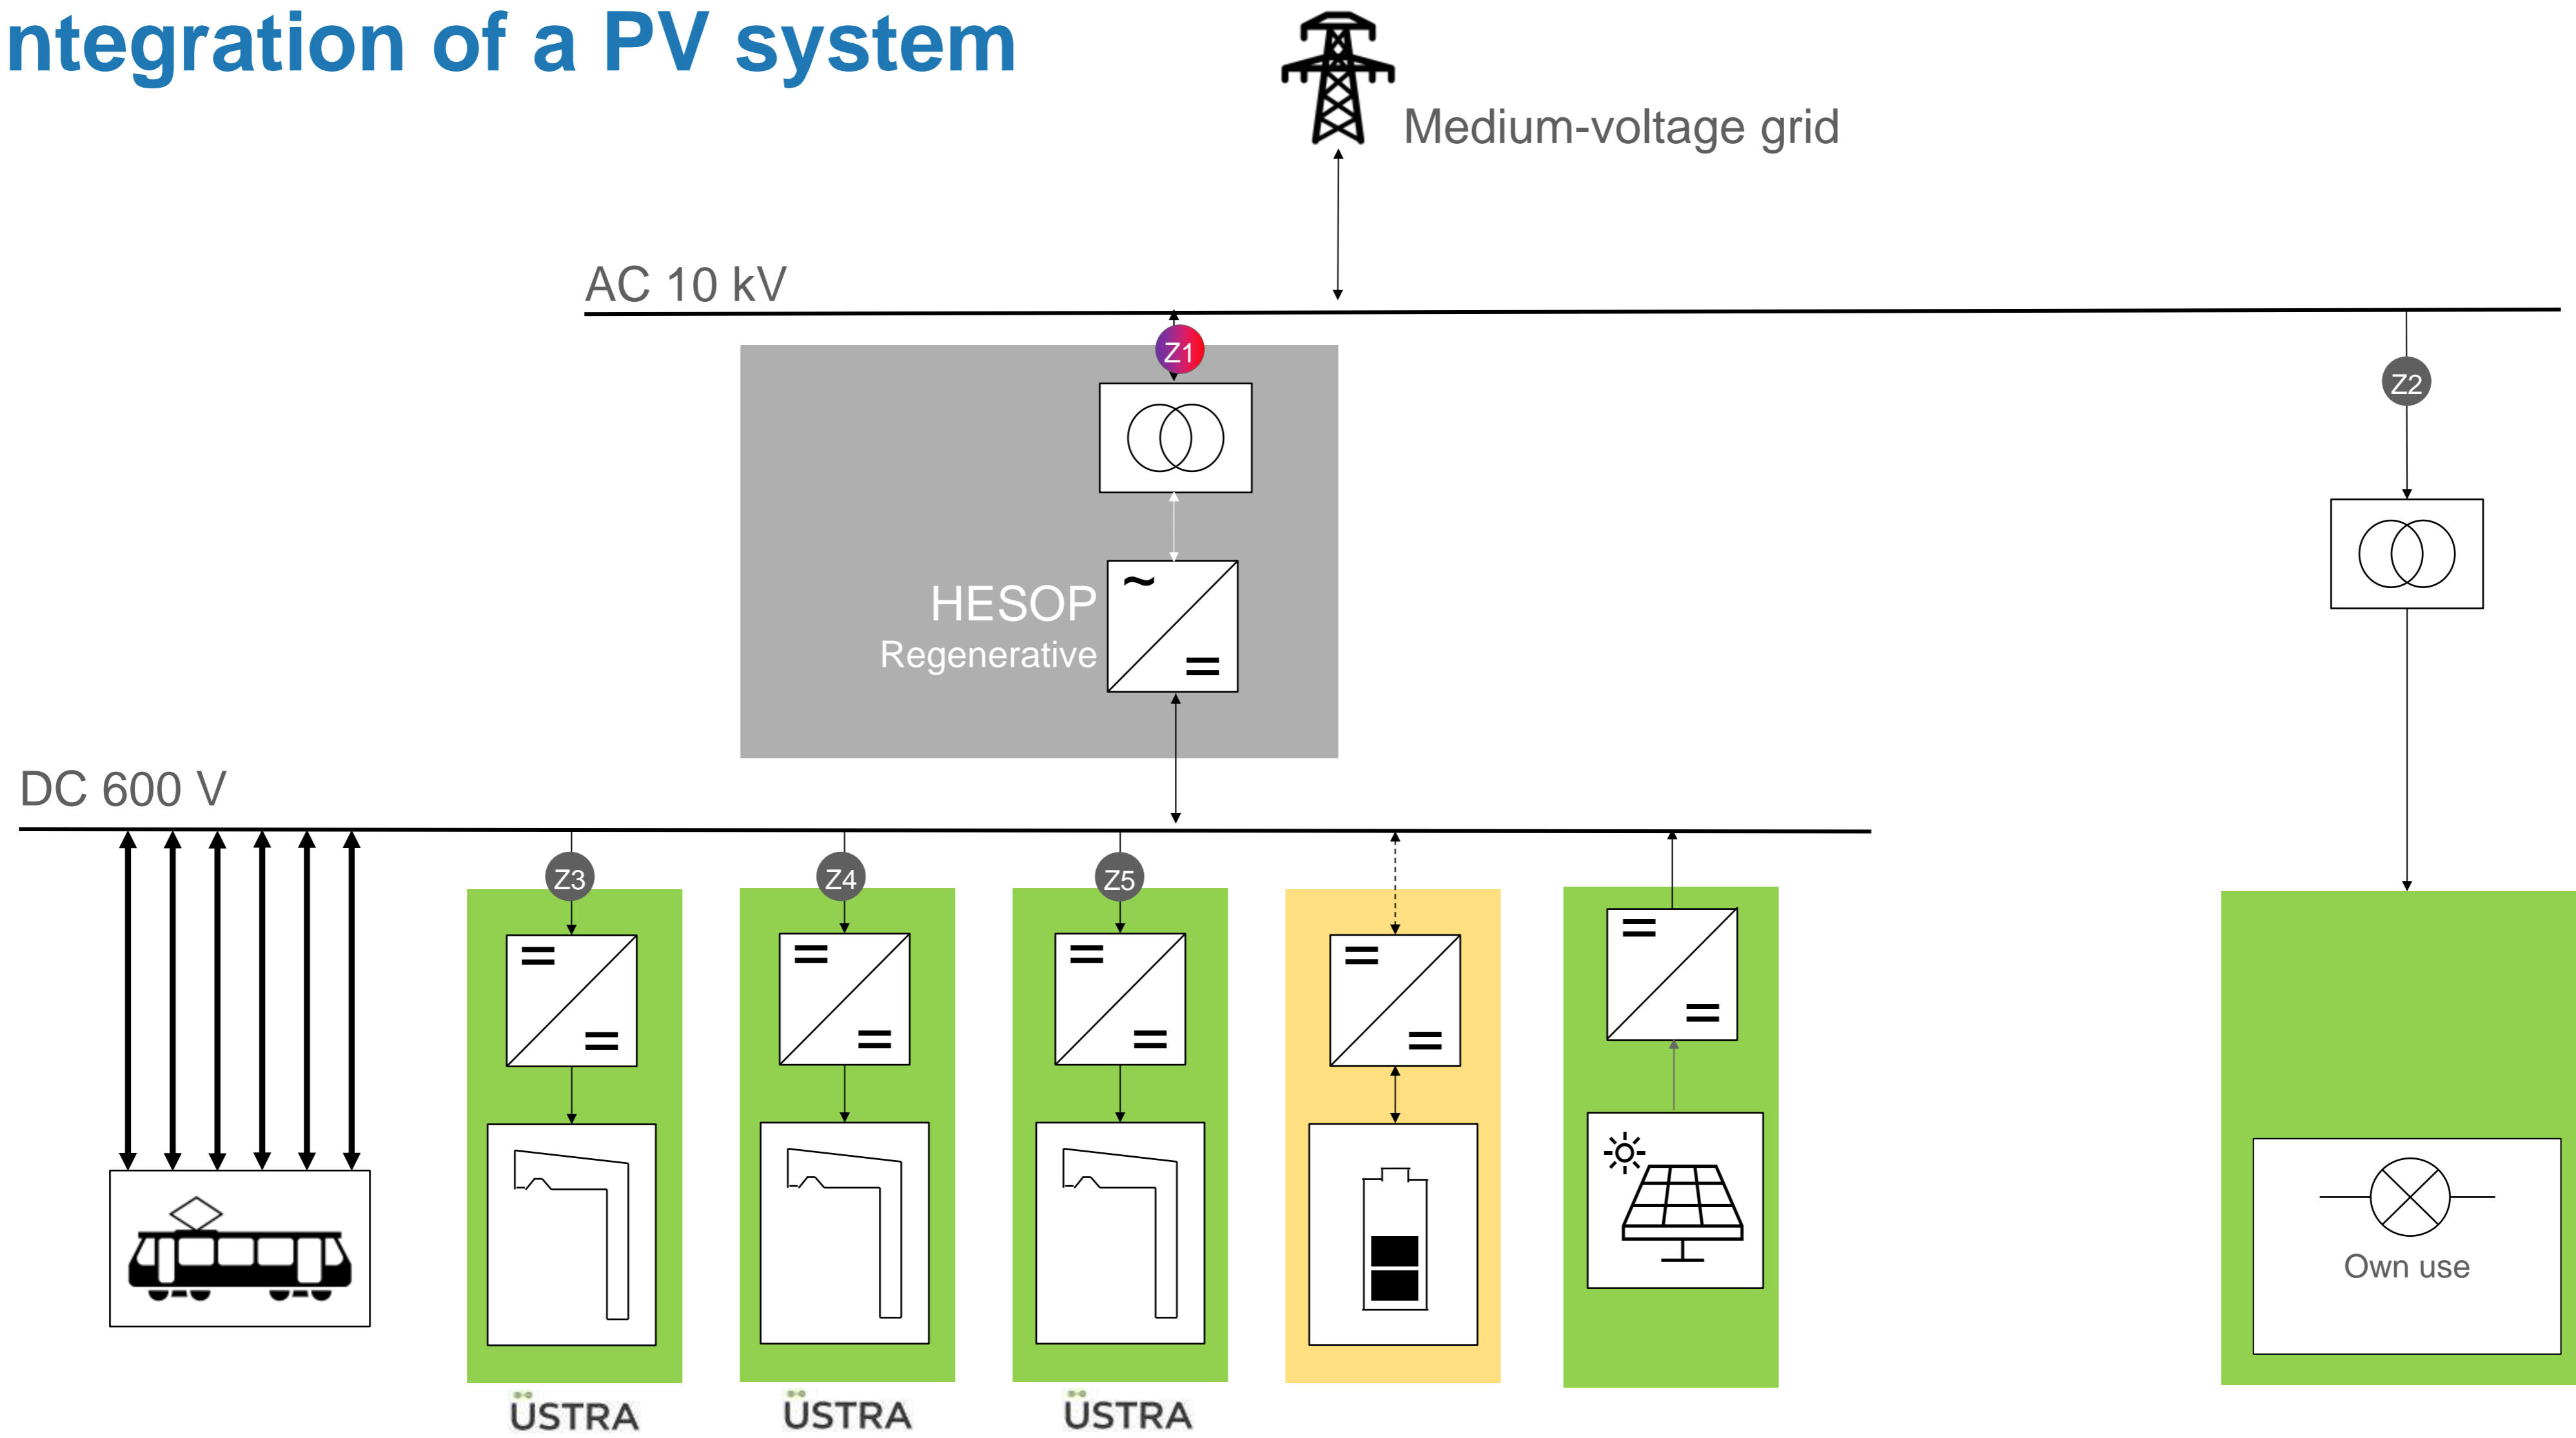 ntegration of a PV system
Medium-voltage grid
AC 10 kV
Z1
Z2
HESOP
Regenerative
DC 600 V
Z3
Z4
Z5
Own use
ÜSTRA
ÜSTRA
ÜSTRA